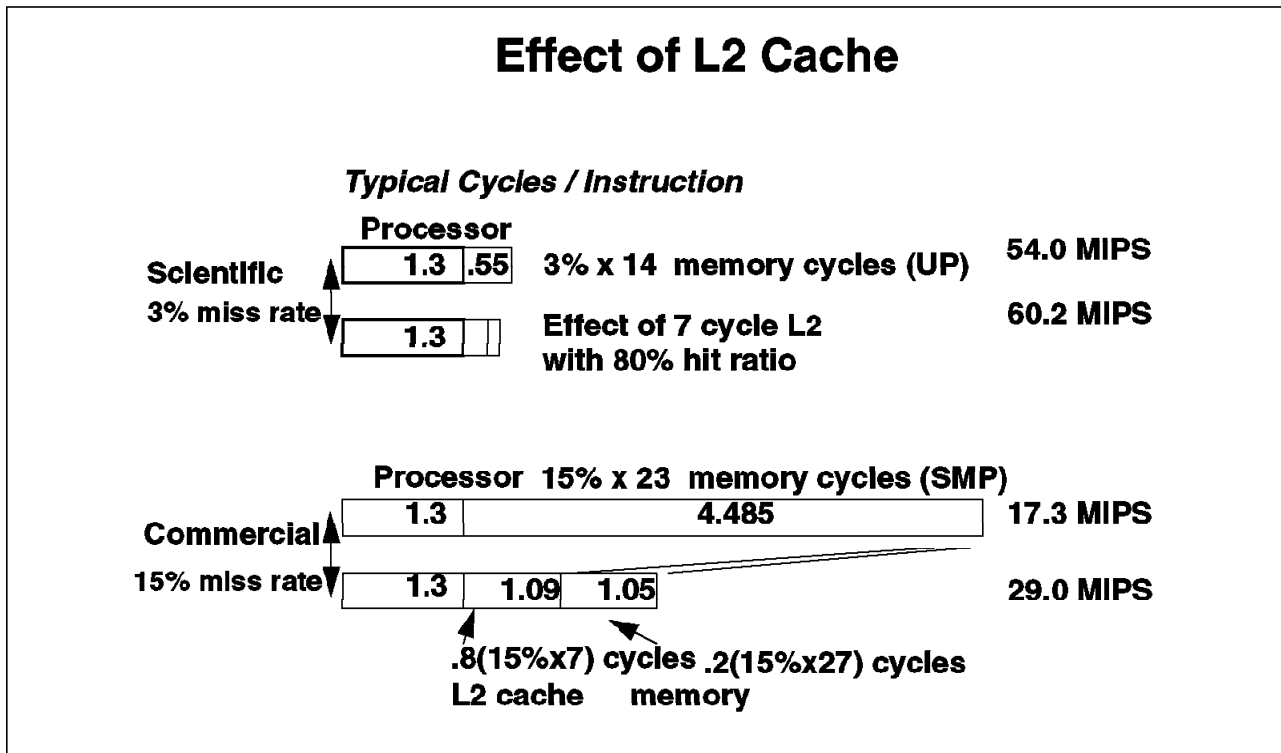 Effect of L2 Cache
Typical Cycles / Instruction
Processor
1.3 .55 3% x 14 memory cycles (UP) 54.0 MIPS
Scientific
3% miss rate
1.3 Effect of 7 cycle L2 60.2 MIPS
with 80% hit ratio
Processor 15% x 23 memory cycles (SMP)
1.3 4.485 17.3 MIPS
Commercial
15% miss rate 1.3 1.09 1.05 29.0 MIPS
.8(15%x7) cycles .2(15%x27) cycles
L2 cache memory